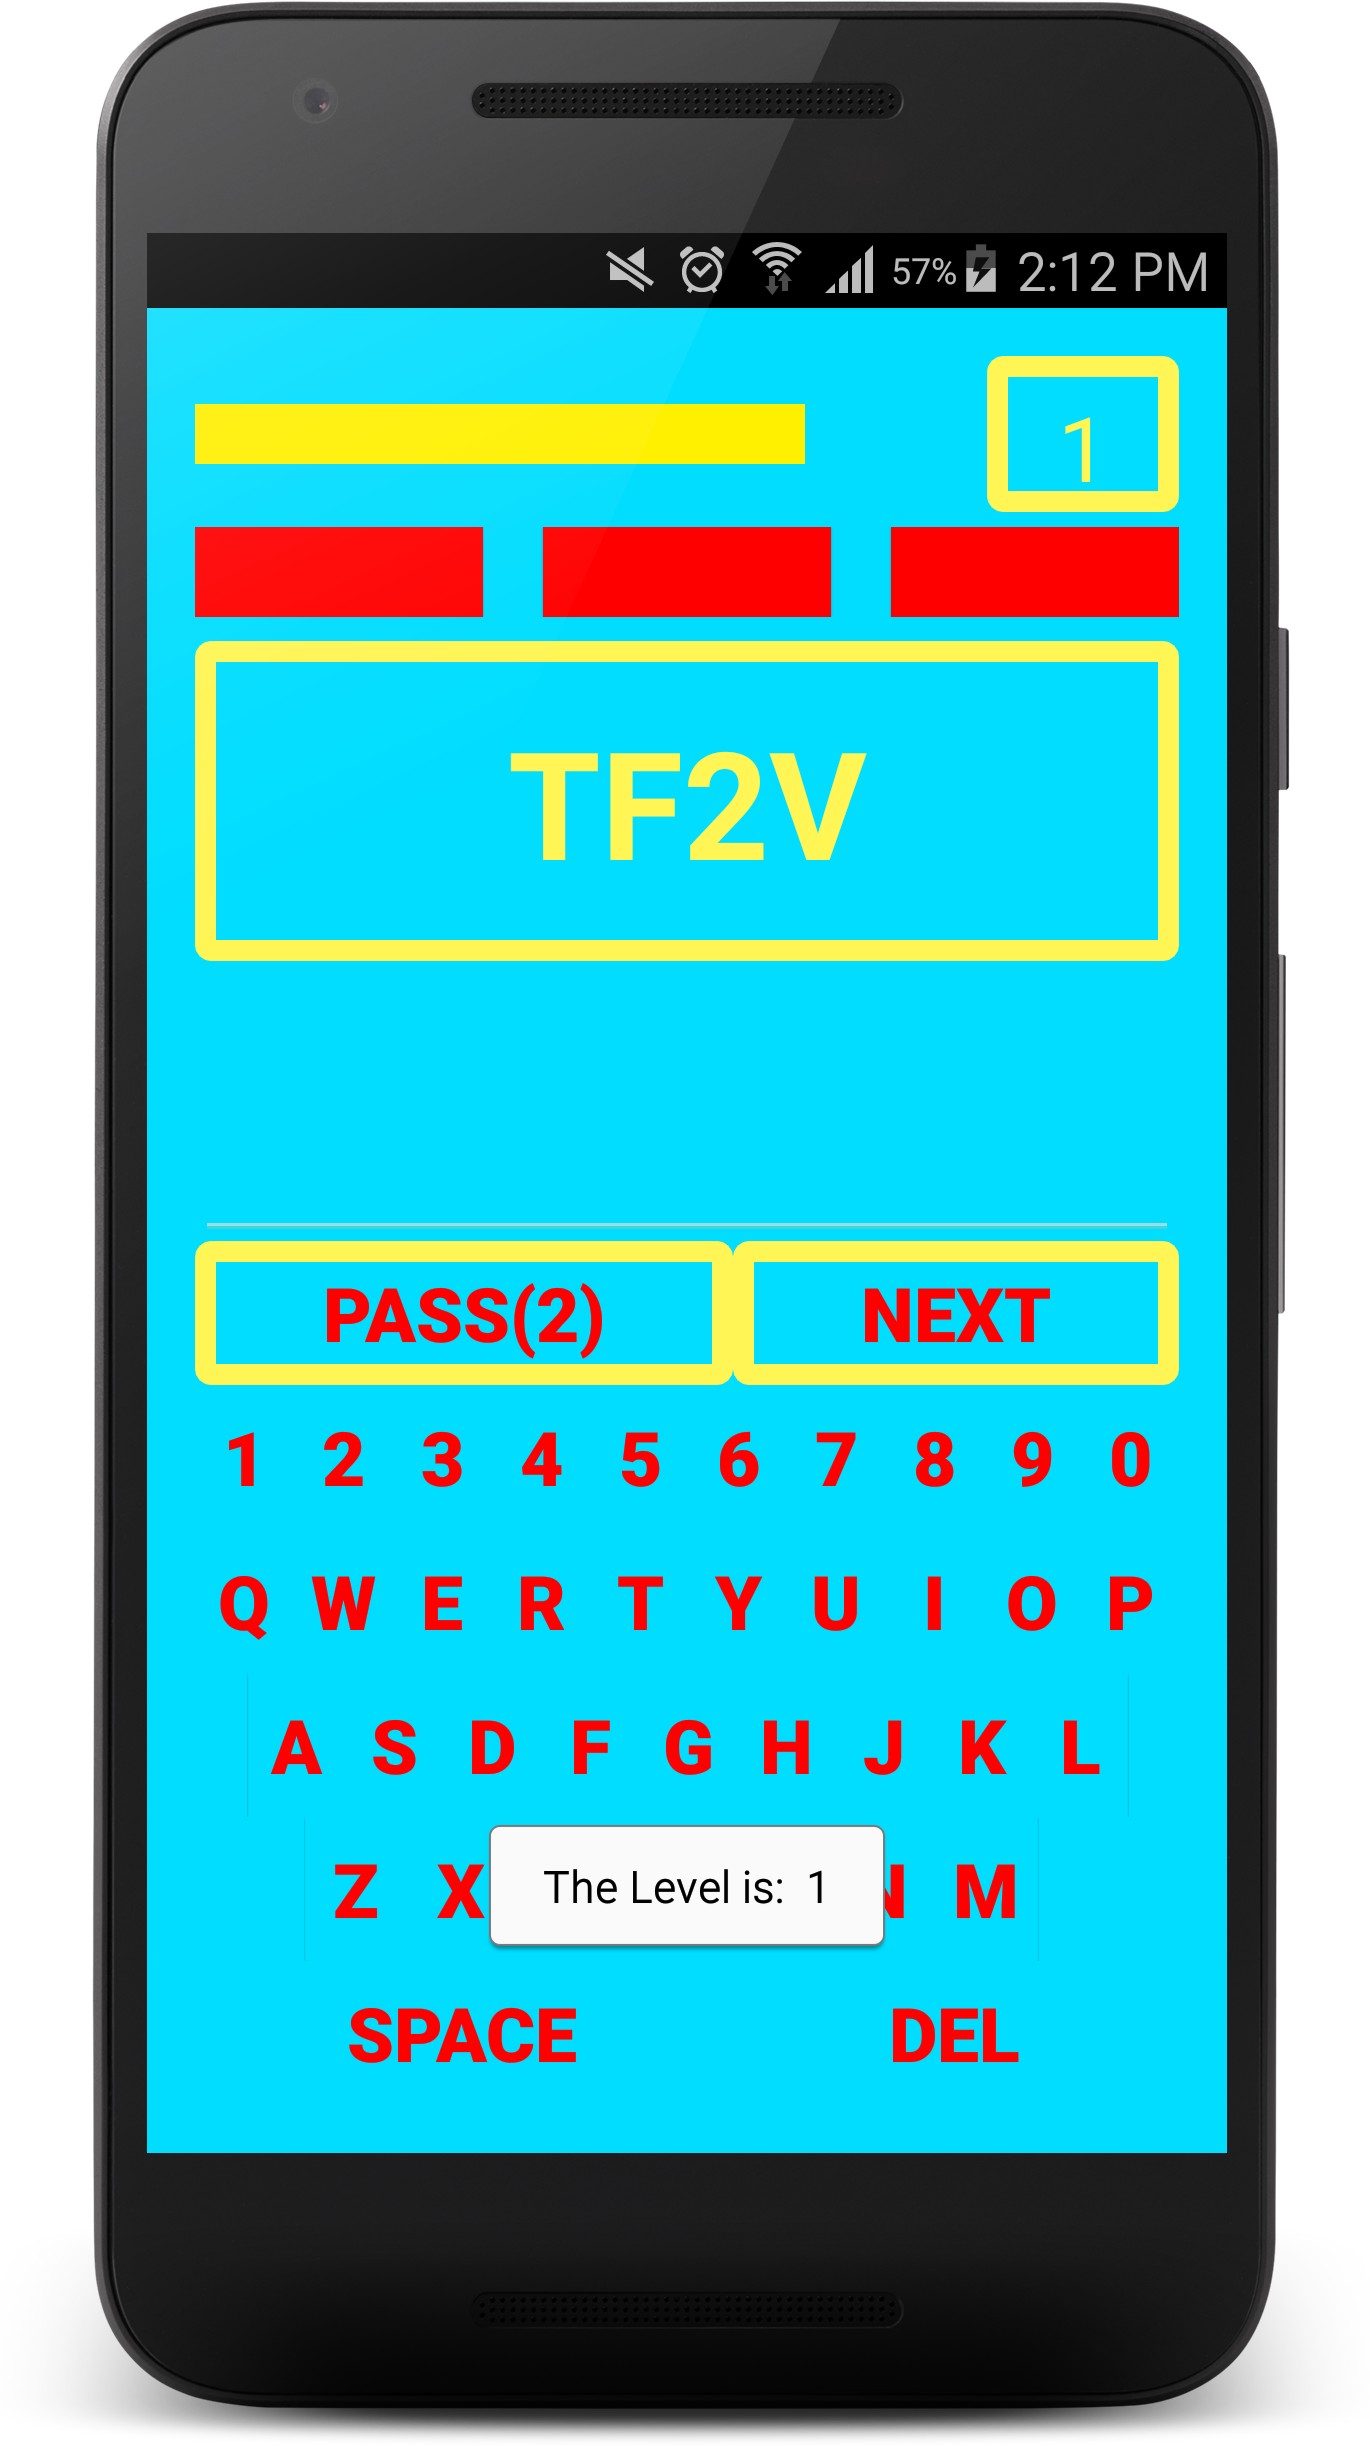 57% 2:12 PM
1
TF2V
PASS(2) NEXT
1 2 3 4 5 6 7 8 9 0
Q W E R T Y U I O P
A S D F G H J K L
Z X N M
The Level is: 1
SPACE DEL